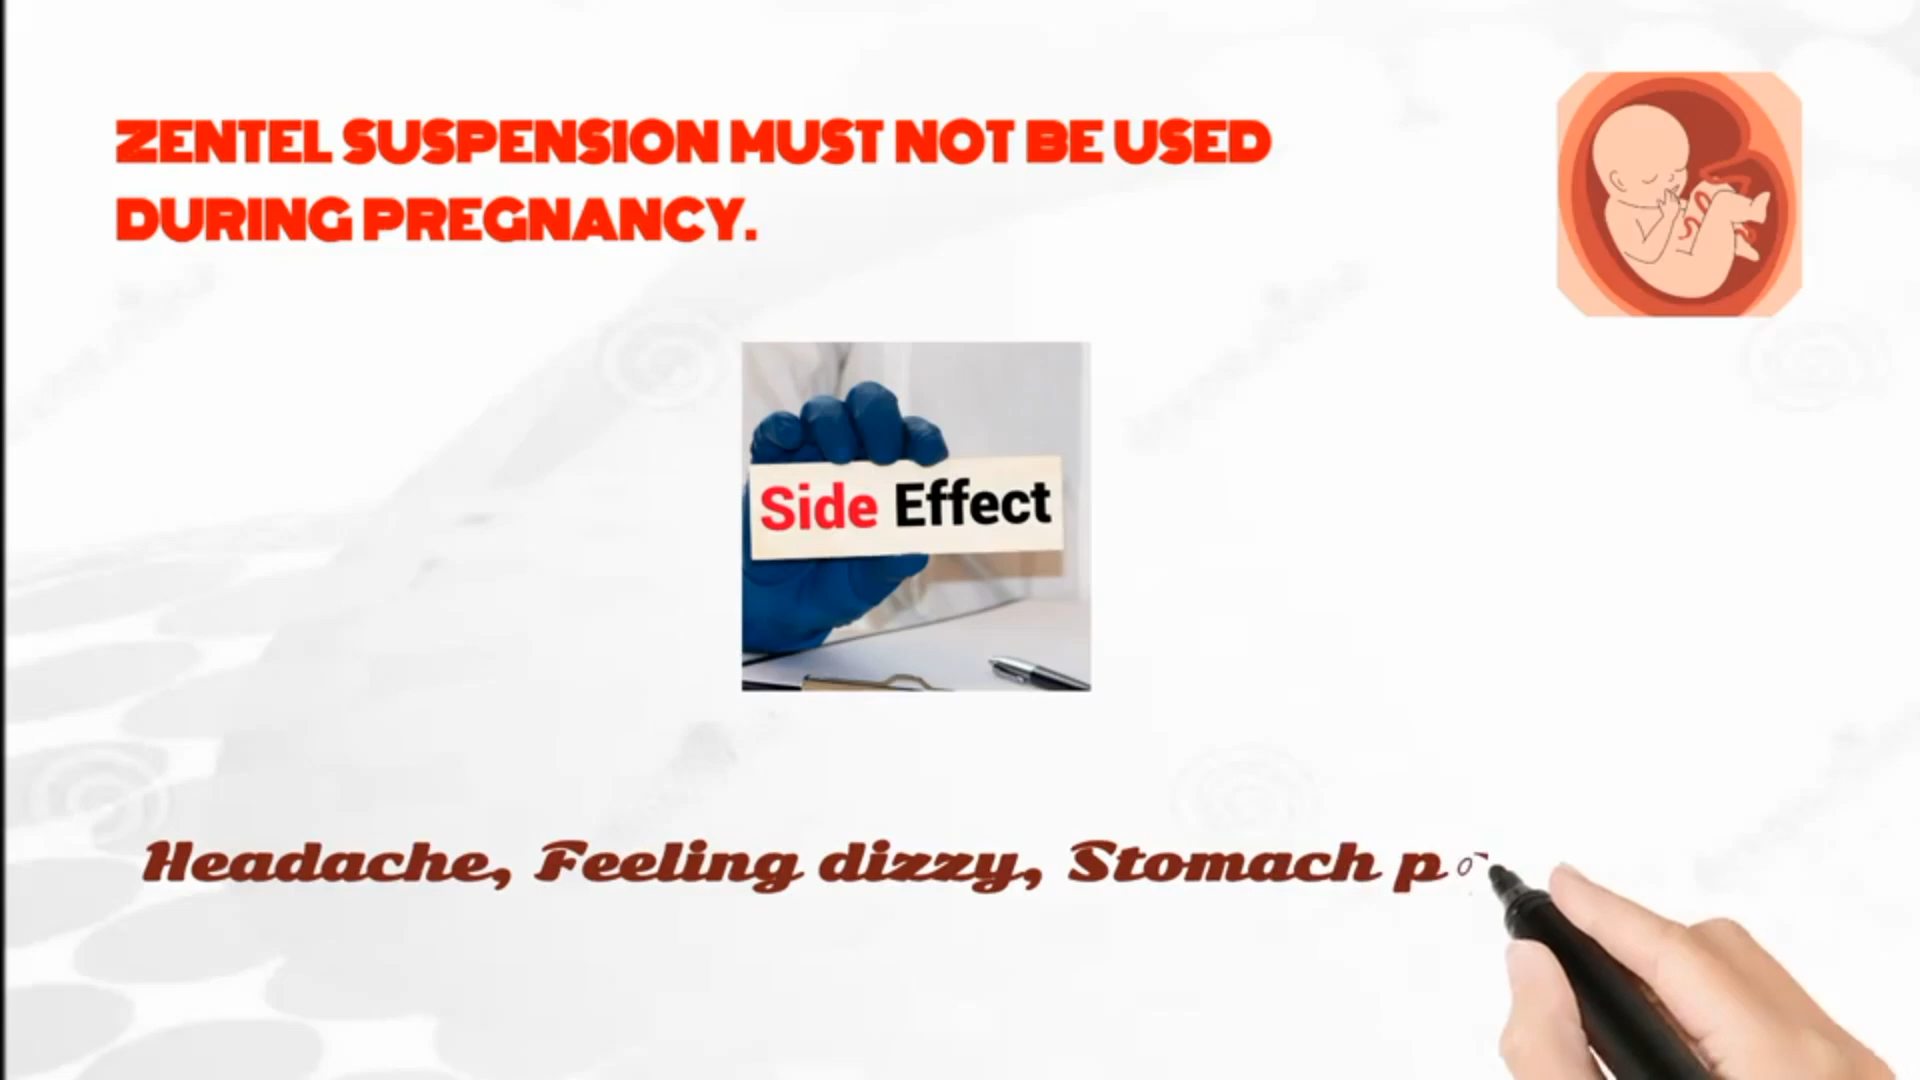 ZENTEL SUSPENSION MUST NOT BE USED
DURING PREGNANCY.
Side Effect
Headache, Feeling dizzy, Stomach p